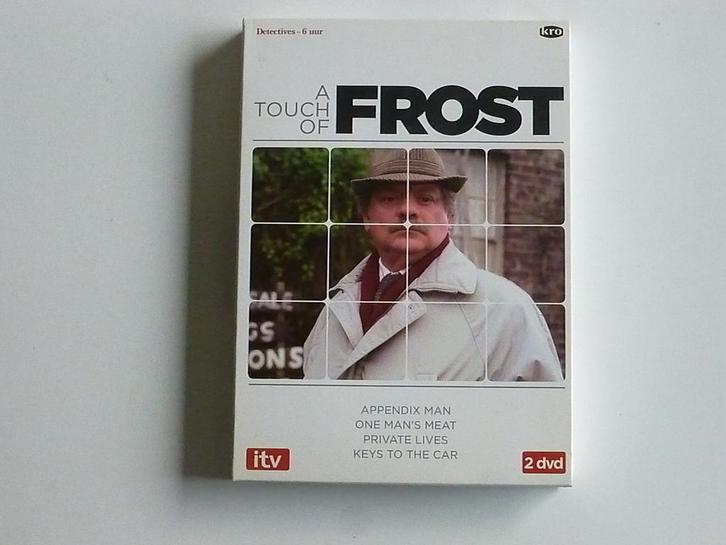 Detectives - 6 uur
kro
A
TOUCH
OF
FROST
SALE
GS
ONS
APPENDIX MAN
ONE MAN'S MEAT
PRIVATE LIVES
KEYS TO THE CAR
itv
2 dvd